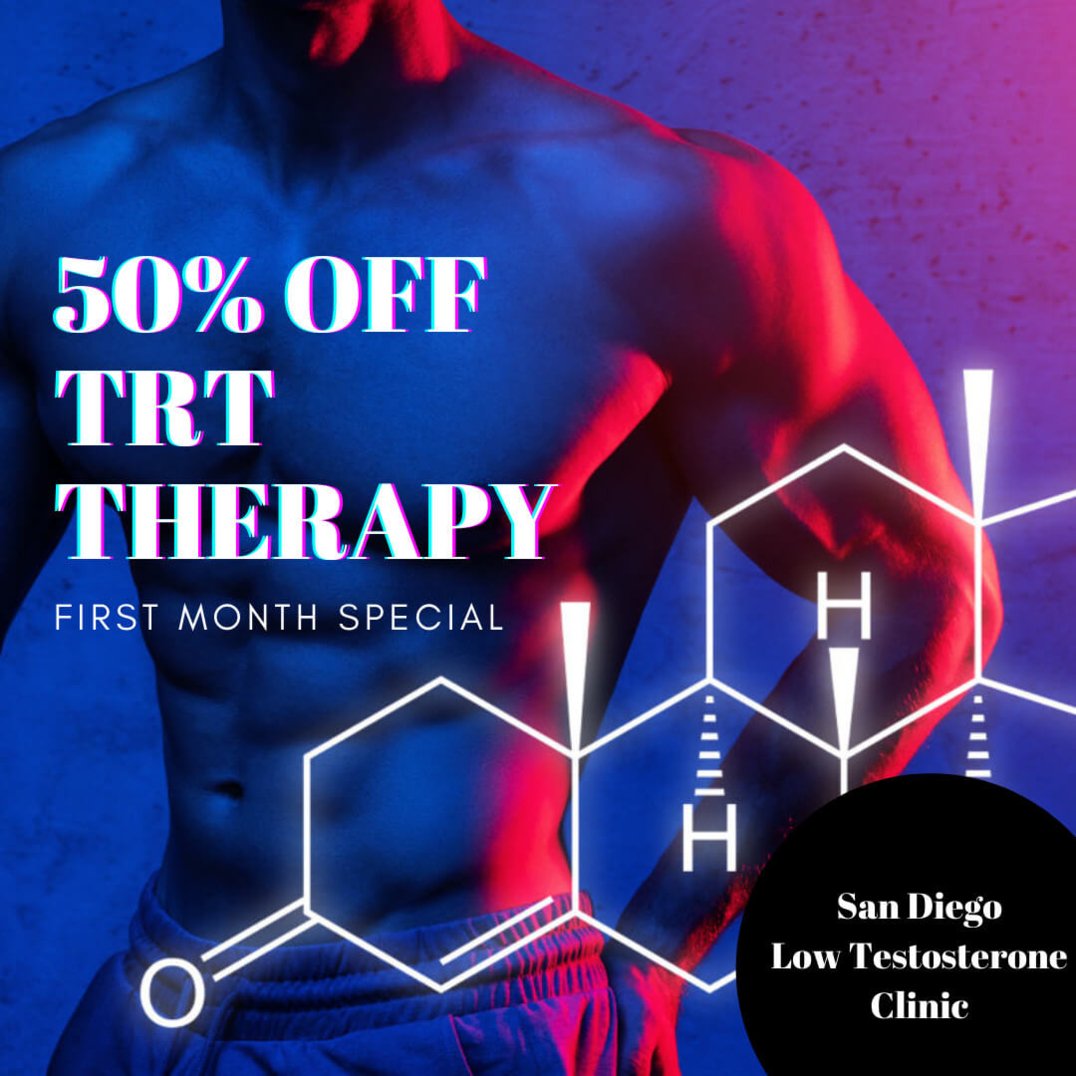 50% OFF
TRT
THERAPY
FIRST MONTH SPECIAL
H
H
O
San Diego
Low Testosterone
Clinic